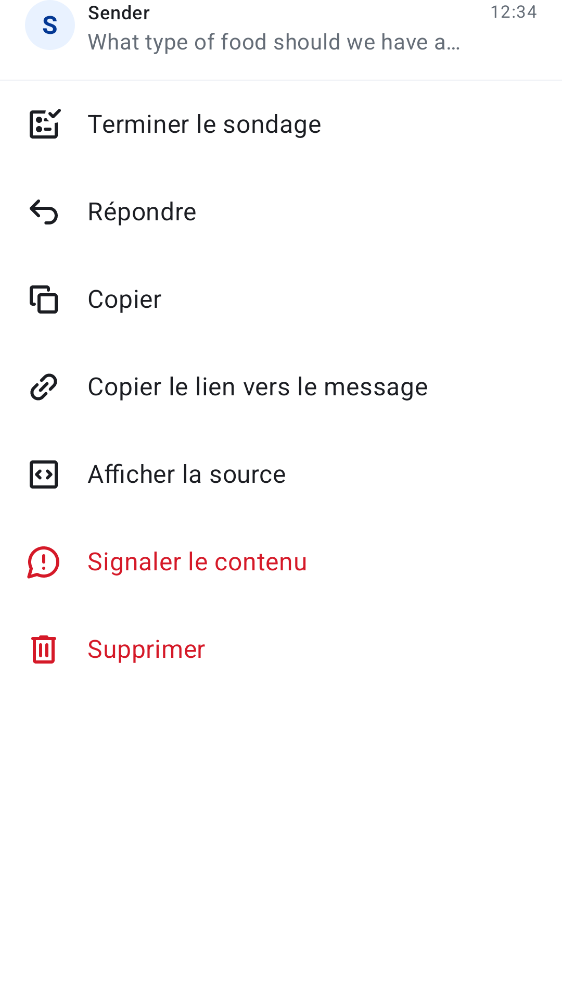 S
Sender
12:34
What type of food should we have a…
Terminer le sondage
Répondre
Copier
Copier le lien vers le message
Afficher la source
Signaler le contenu
Supprimer